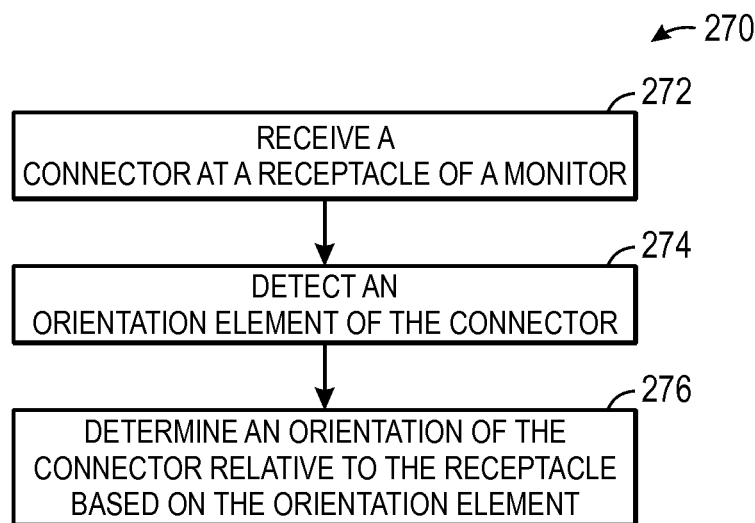 270
272
RECEIVE A
CONNECTOR AT A RECEPTACLE OF A MONITOR
274
DETECT AN
ORIENTATION ELEMENT OF THE CONNECTOR
276
DETERMINE AN ORIENTATION OF THE
CONNECTOR RELATIVE TO THE RECEPTACLE
BASED ON THE ORIENTATION ELEMENT